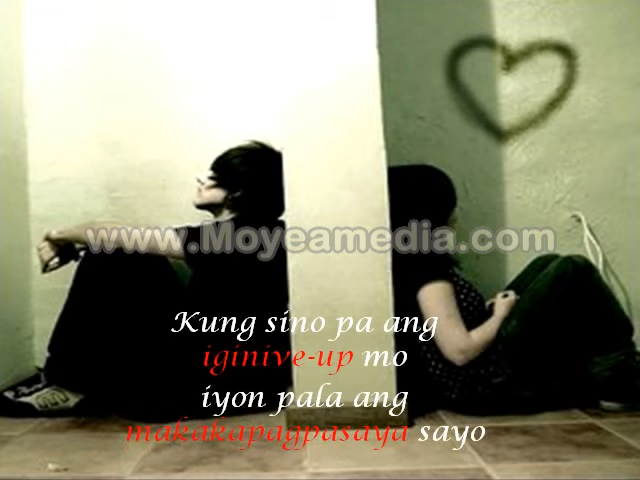 www.Moyeamedia.com
Kung sino pa ang
iginive-up mo
iyon pala ang
makakapagpasaya sayo